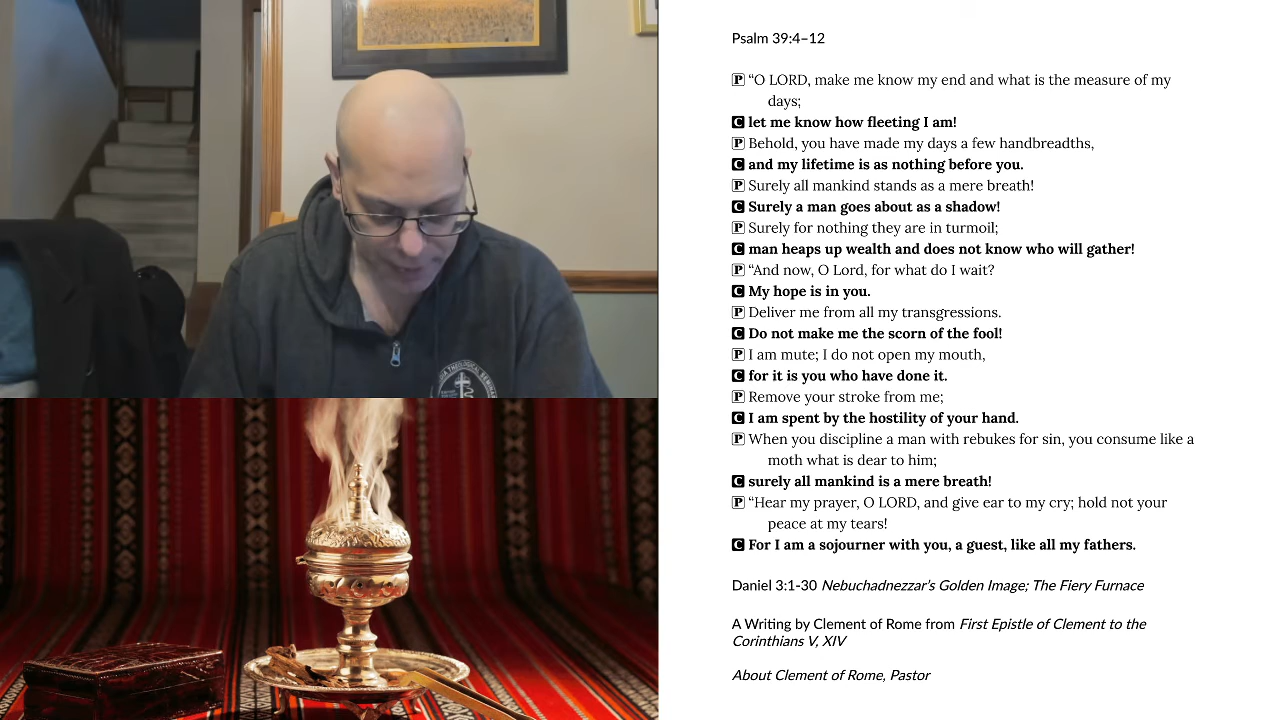 Psalm 39:4–12
P “O LORD, make me know my end and what is the measure of my
days;
C let me know how fleeting I am!
P Behold, you have made my days a few handbreadths,
C and my lifetime is as nothing before you.
P Surely all mankind stands as a mere breath!
C Surely a man goes about as a shadow!
P Surely for nothing they are in turmoil;
C man heaps up wealth and does not know who will gather!
P “And now, O Lord, for what do I wait?
C My hope is in you.
P Deliver me from all my transgressions.
C Do not make me the scorn of the fool!
P I am mute; I do not open my mouth,
C for it is you who have done it.
P Remove your stroke from me;
C I am spent by the hostility of your hand.
P When you discipline a man with rebukes for sin, you consume like a
moth what is dear to him;
C surely all mankind is a mere breath!
P “Hear my prayer, O LORD, and give ear to my cry; hold not your
peace at my tears!
C For I am a sojourner with you, a guest, like all my fathers.
Daniel 3:1-30 Nebuchadnezzar’s Golden Image; The Fiery Furnace
A Writing by Clement of Rome from First Epistle of Clement to the
Corinthians V, XIV
About Clement of Rome, Pastor
THEOLOGICAL